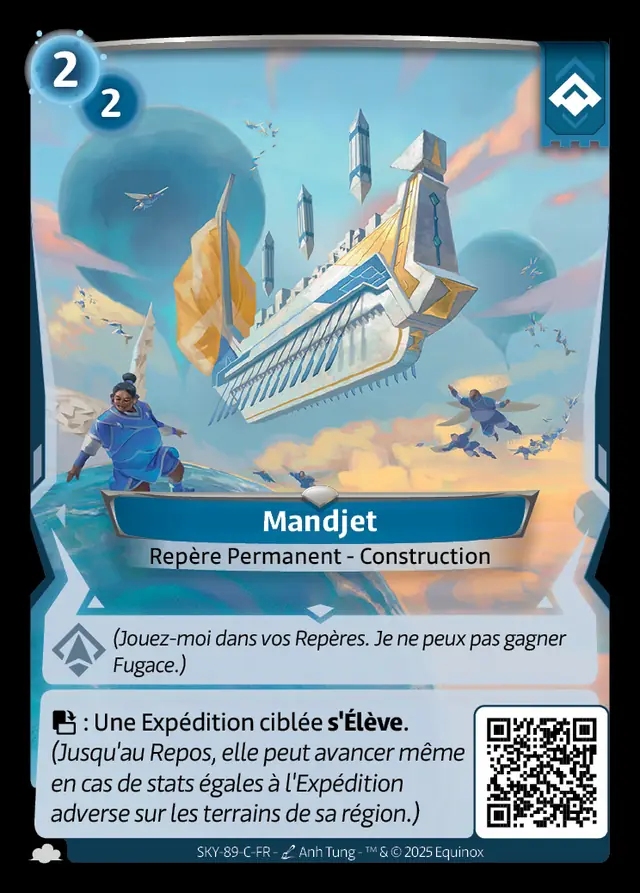 2
2
Mandjet
Repère Permanent - Construction
(Jouez-moi dans vos Repères. Je ne peux pas gagner
Fugace.)
: Une Expédition ciblée s'Élève.
(Jusqu'au Repos, elle peut avancer même
en cas de stats égales à l'Expédition
adverse sur les terrains de sa région.)
SKY-89-C-FR - Anh Tung - ™ & © 2025 Equinox